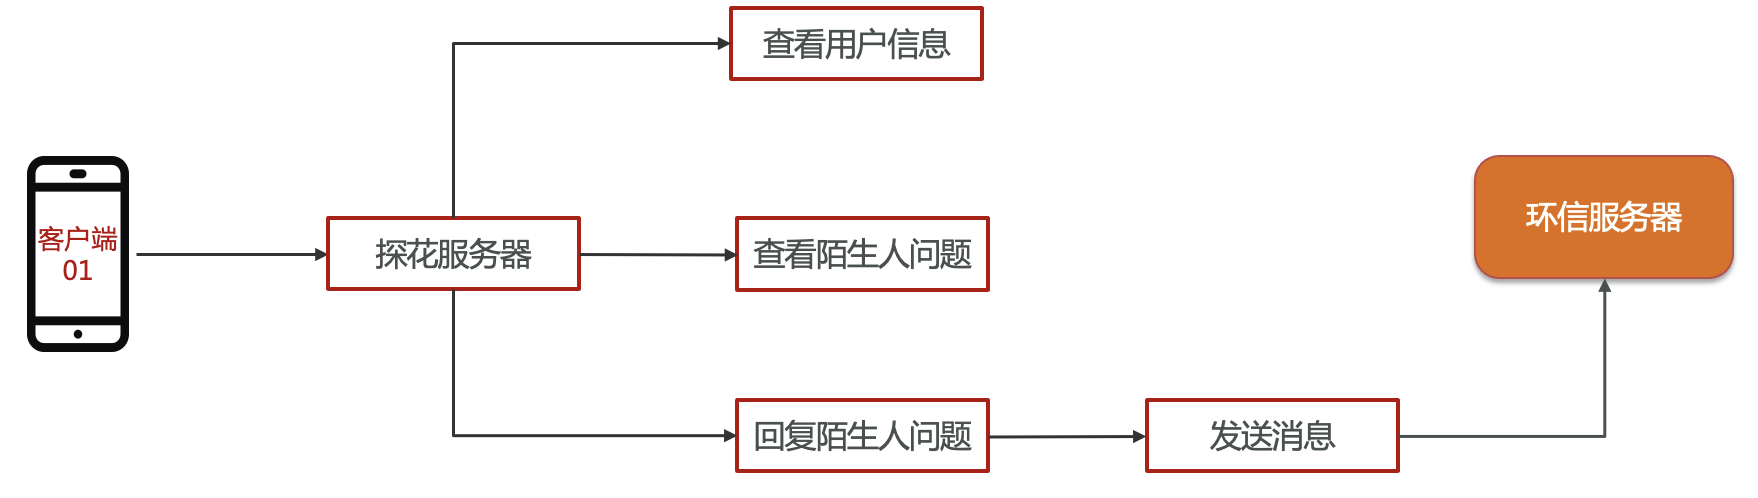 查看用户信息
客户端
01
探花服务器
查看陌生人问题
环信服务器
回复陌生人问题
发送消息